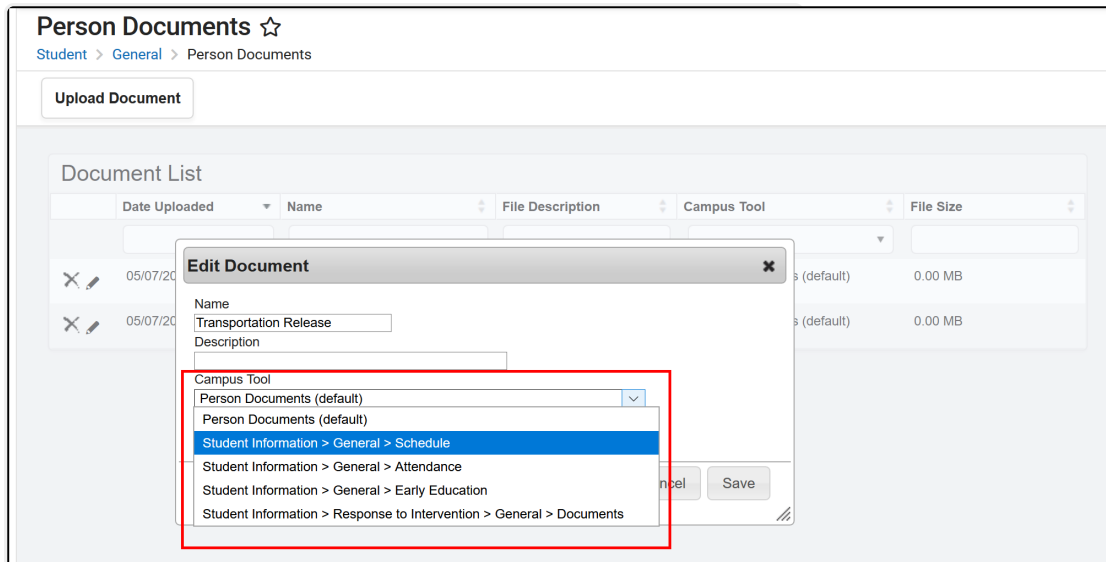 Person Documents
Student > General > Person Documents
Upload Document
Document List
Date Uploaded Name File Description Campus Tool File Size
05/07/20 s (default) 0.00 MB
05/07/20 s (default) 0.00 MB
Edit Document
Name
Transportation Release
Description
Campus Tool
Person Documents (default)
Person Documents (default)
Student Information > General > Schedule
Student Information > General > Attendance
Student Information > General > Early Education
Student Information > Response to Intervention > General > Documents
ncel Save